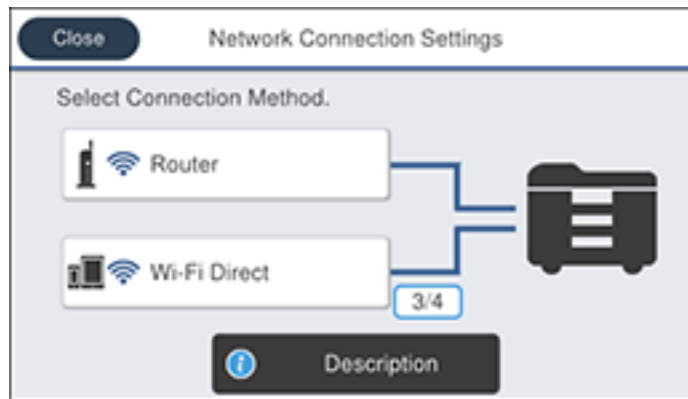 Close
Network Connection Settings
Select Connection Method.
Router
Wi-Fi Direct
3/4
Description